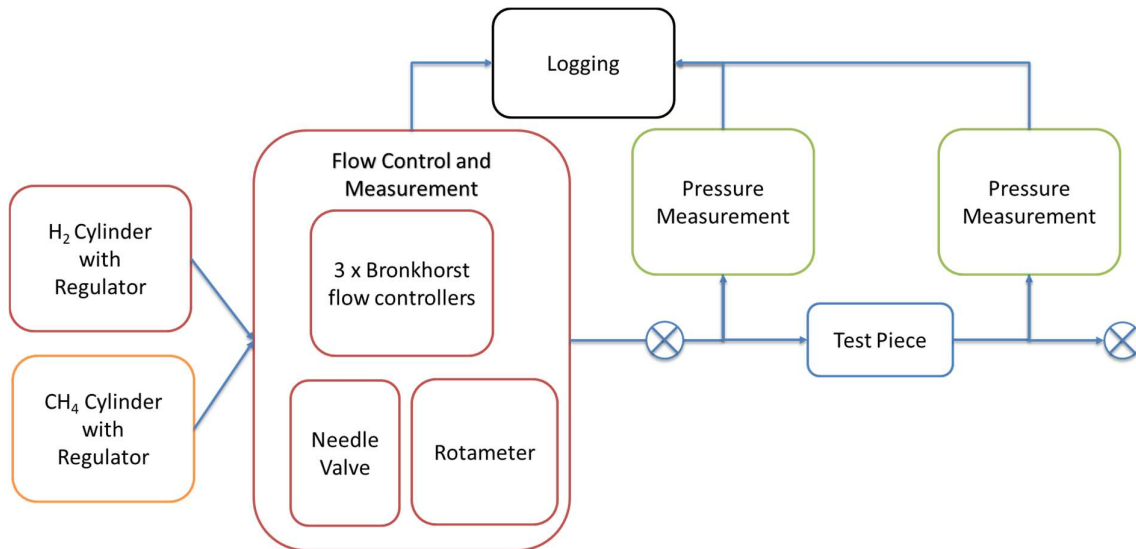 Logging
Flow Control and
Measurement
Pressure
Measurement
Pressure
Measurement
H₂ Cylinder
with
Regulator
3 x Bronkhorst
flow controllers
Test Piece
CH₄ Cylinder
with
Regulator
Needle
Valve
Rotameter